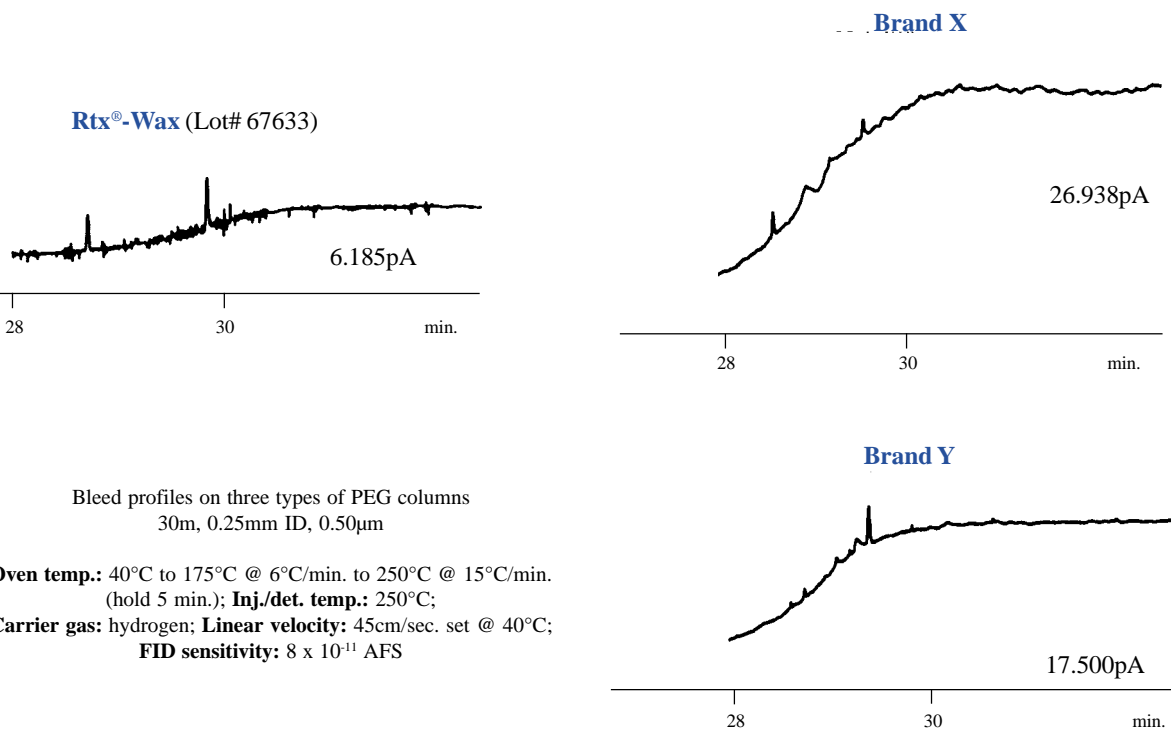 Rtx®-Wax (Lot# 67633)
6.185pA
28 30 min.
Brand X
26.938pA
28 30 min.
Bleed profiles on three types of PEG columns
30m, 0.25mm ID, 0.50µm
Oven temp.: 40°C to 175°C @ 6°C/min. to 250°C @ 15°C/min.
(hold 5 min.); Inj./det. temp.: 250°C;
Carrier gas: hydrogen; Linear velocity: 45cm/sec. set @ 40°C;
FID sensitivity: 8 x 10⁻¹¹ AFS
Brand Y
17.500pA
28 30 min.